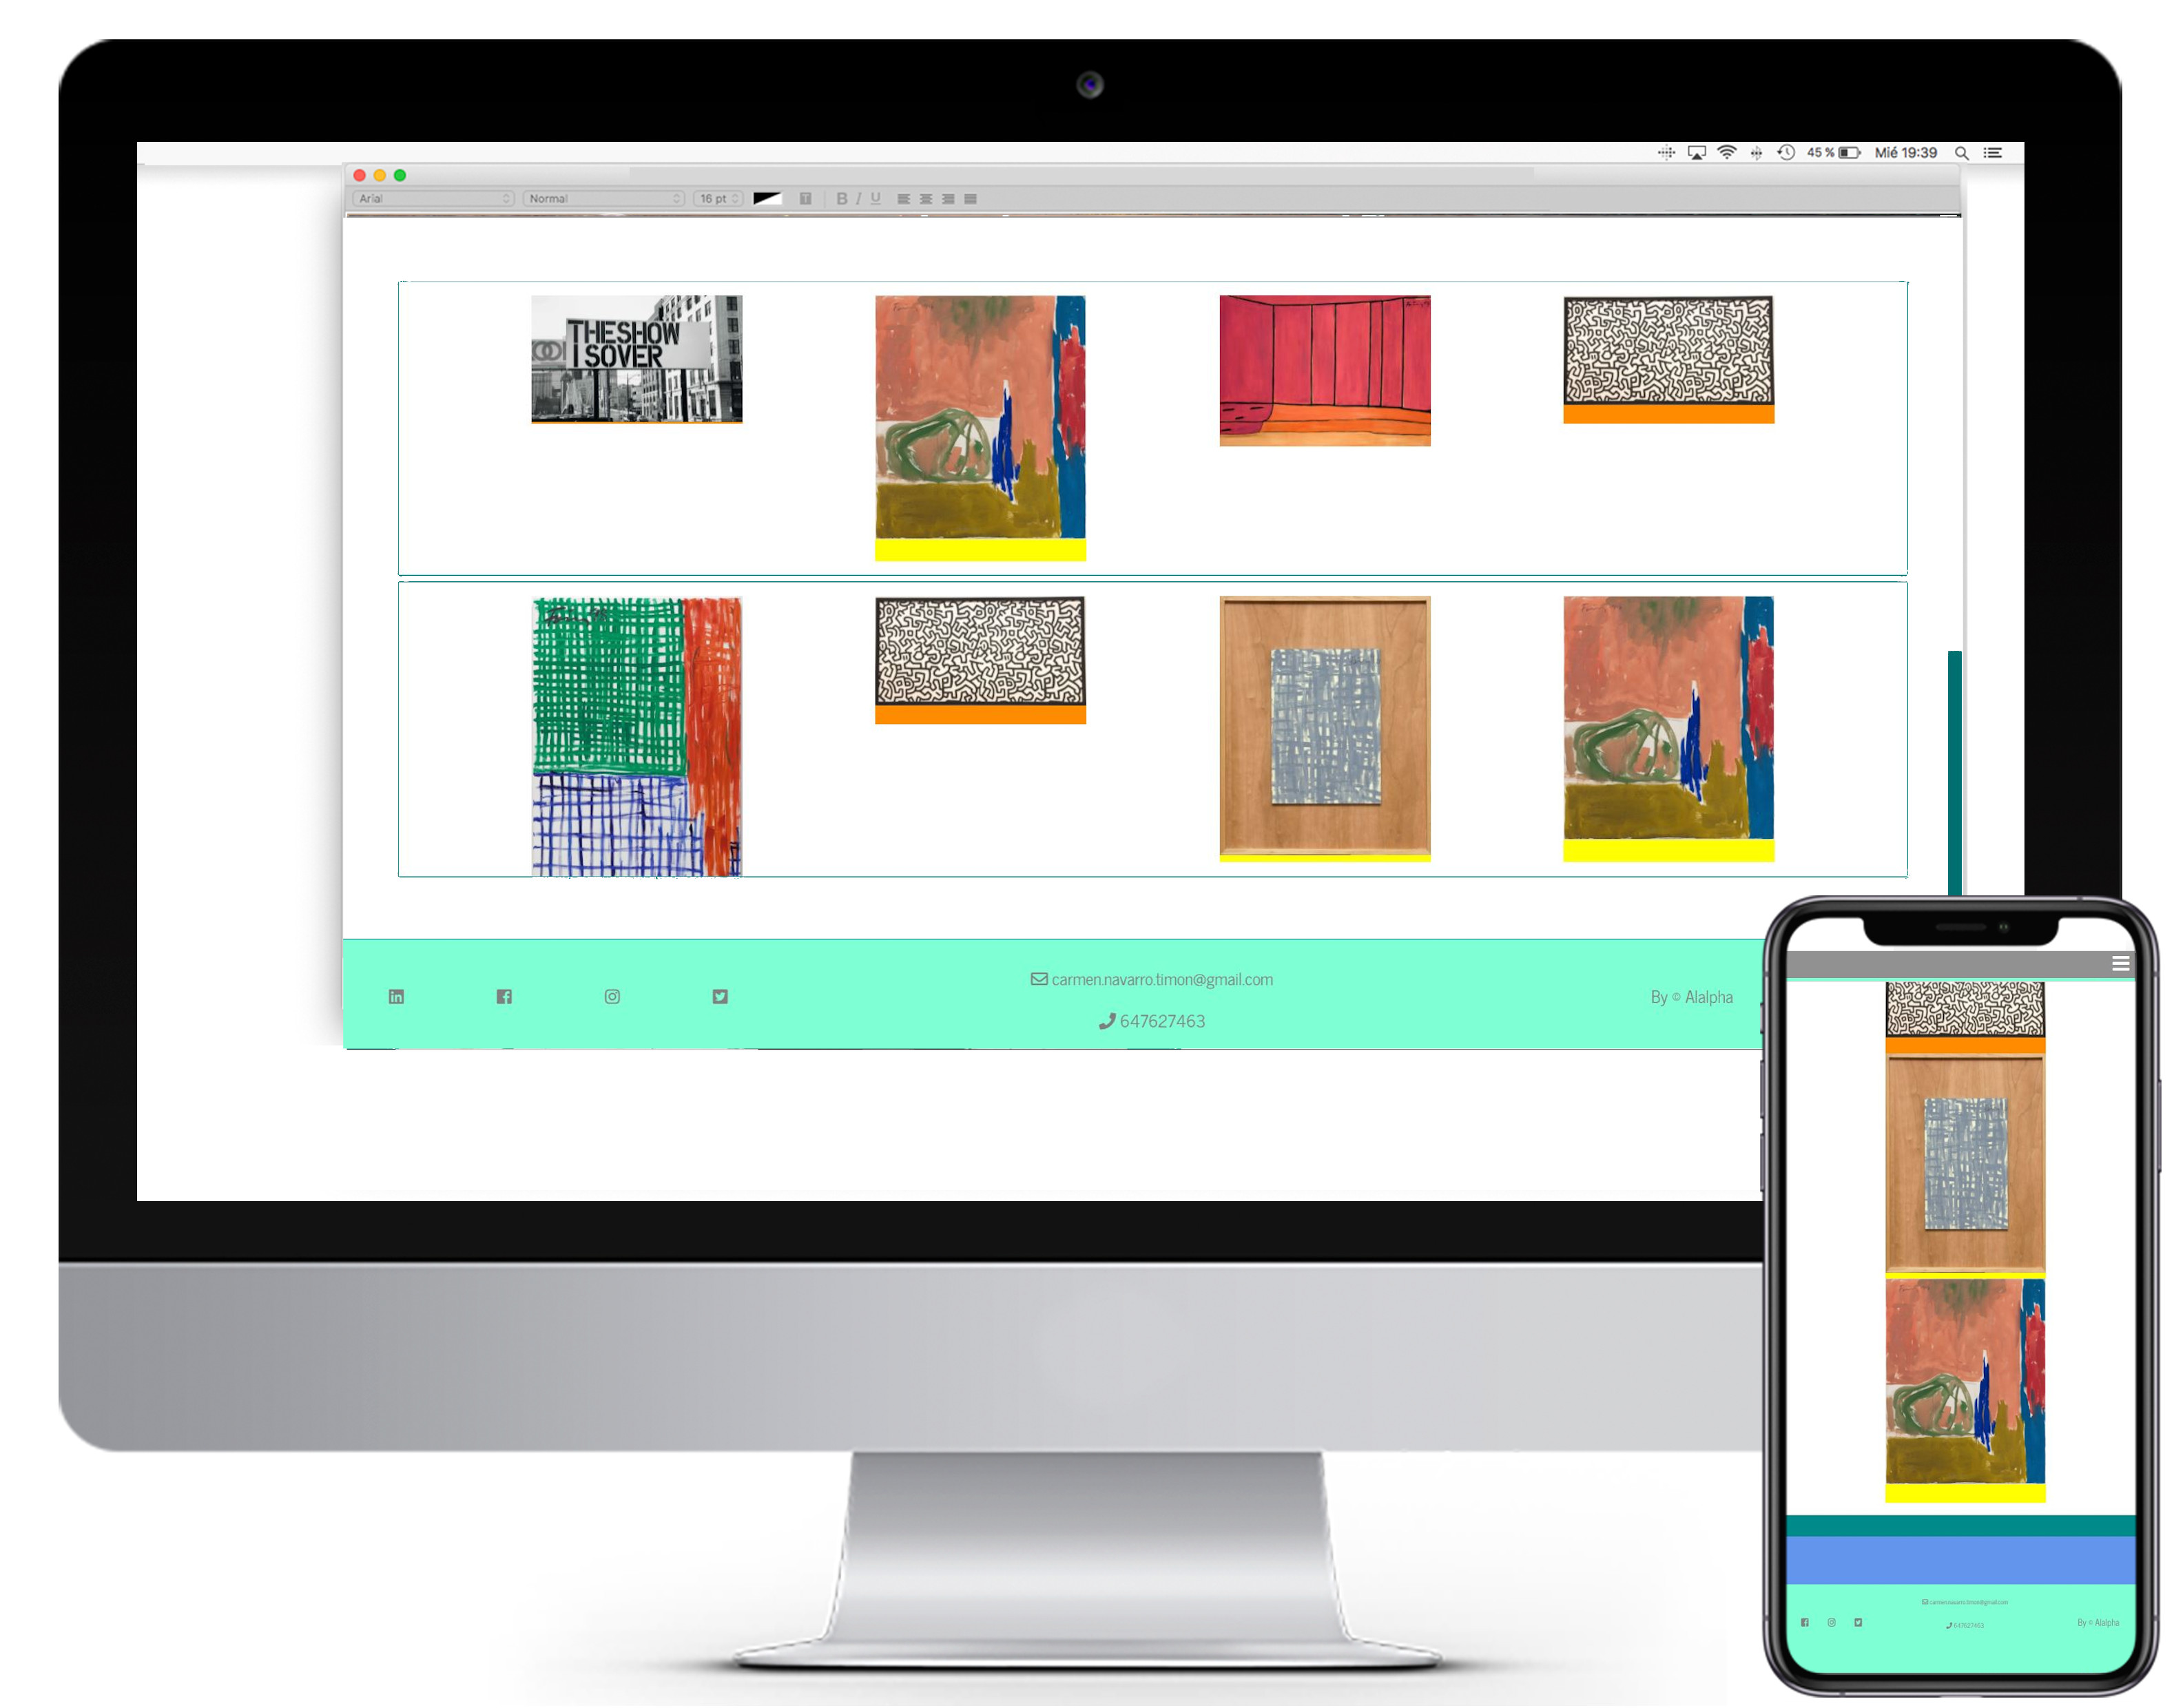 45 %
Mié 19:39
Arial
Normal
16 pt
B I U
THESHOW
ISOVER
carmen.navarro.timon@gmail.com
647627463
By © Alalpha
carmen.navarro.timon@gmail.com
647627463
By © Alalpha